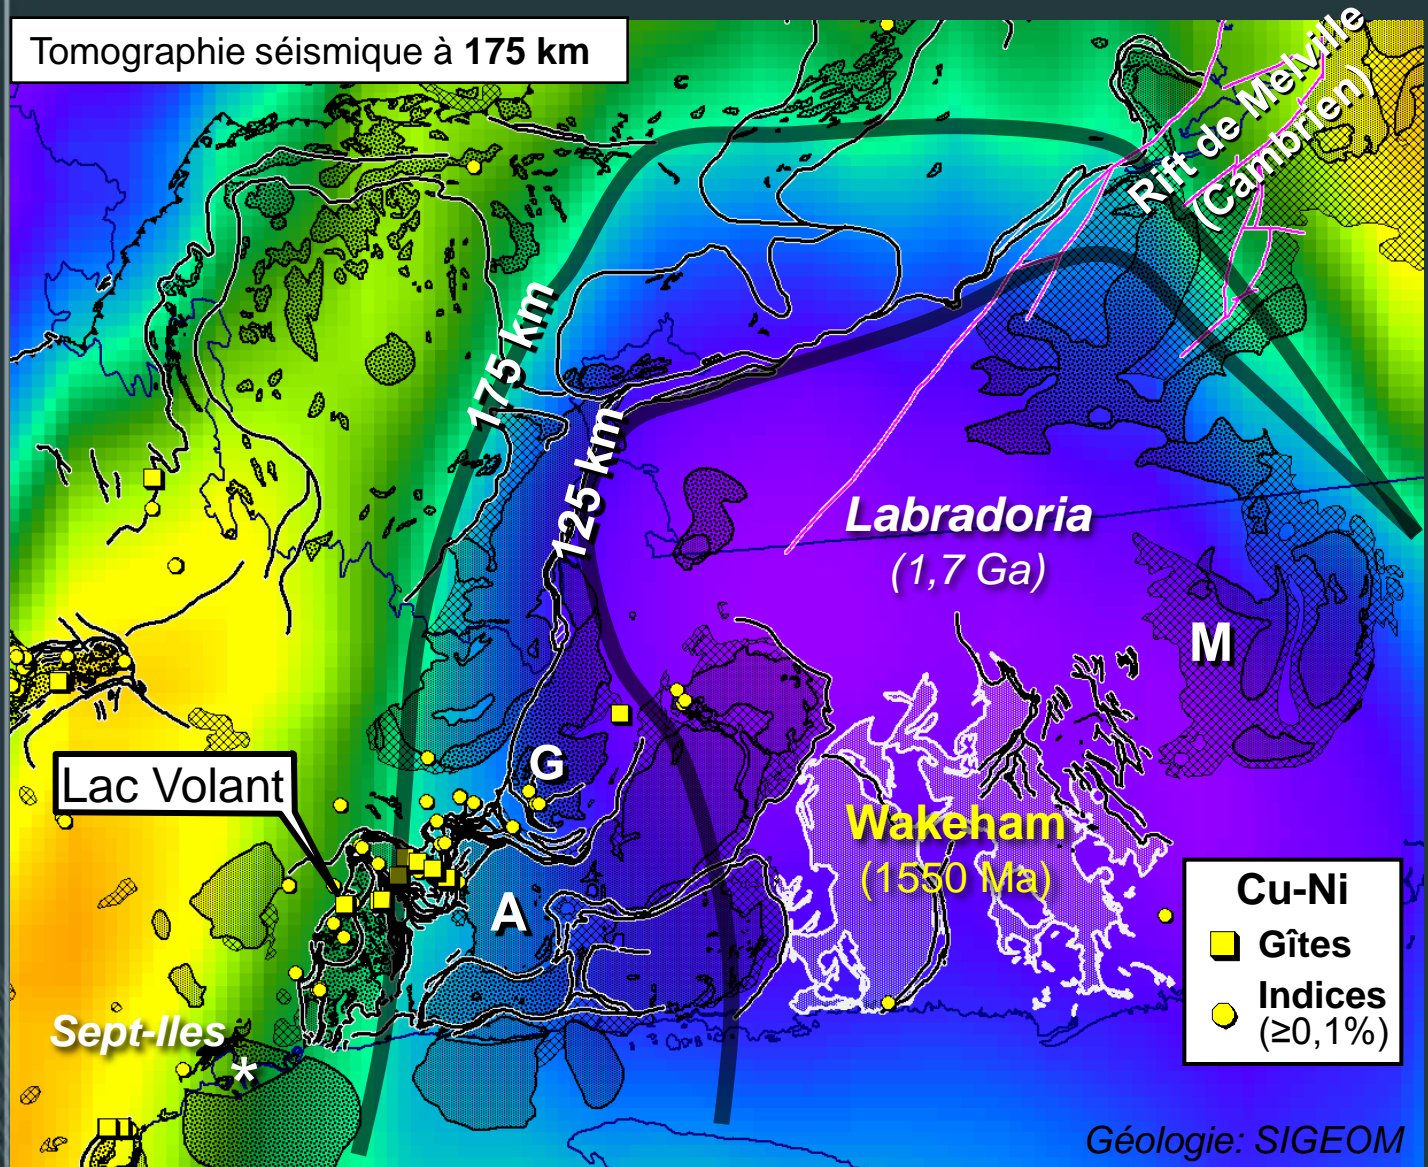 Tomographie séismique à 175 km
Rift de Melville
(Cambrien)
175 km
125 km
Labradoria
(1,7 Ga)
M
G
Lac Volant
Wakeham
(1550 Ma)
A
Cu-Ni
Gîtes
Indices
(≥0,1%)
Sept-Iles
*
Géologie: SIGEOM